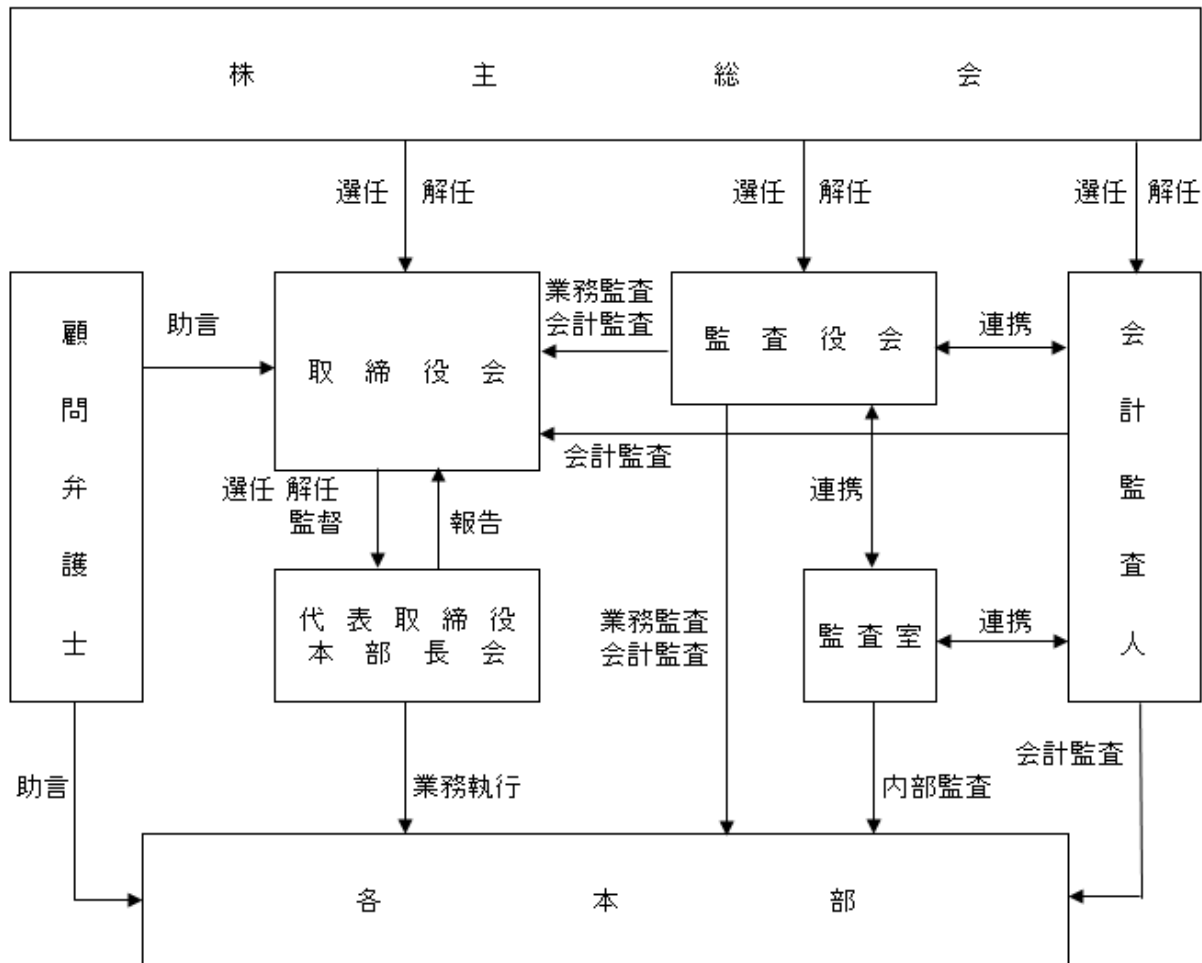 株主総会
選任 解任
選任 解任
選任 解任
顧問弁護士
助言
取締役会
業務監査
会計監査
監査役会
連携
会計監査人
会計監査
選任 解任
監督
報告
連携
代表取締役
本部長会
業務監査
会計監査
監査室
連携
助言
業務執行
内部監査
会計監査
各本部